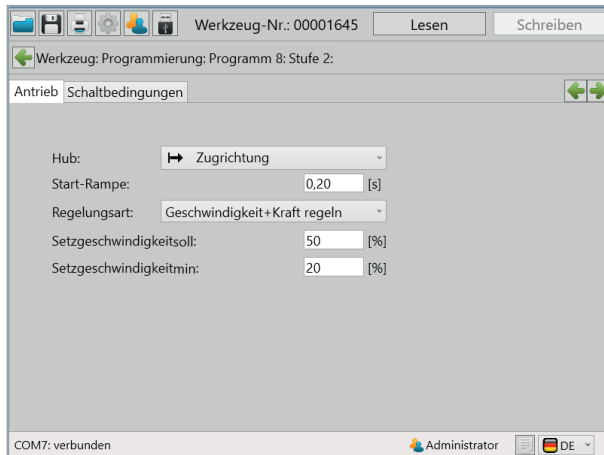 Werkzeug-Nr.: 00001645 Lesen Schreiben
Werkzeug: Programmierung: Programm 8: Stufe 2:
Antrieb Schaltbedingungen
Hub: Zugrichtung
Start-Rampe: 0,20 [s]
Regelungsart: Geschwindigkeit+Kraft regeln
Setzgeschwindigkeitsoll: 50 [%]
Setzgeschwindigkeitmin: 20 [%]
COM7: verbunden Administrator DE